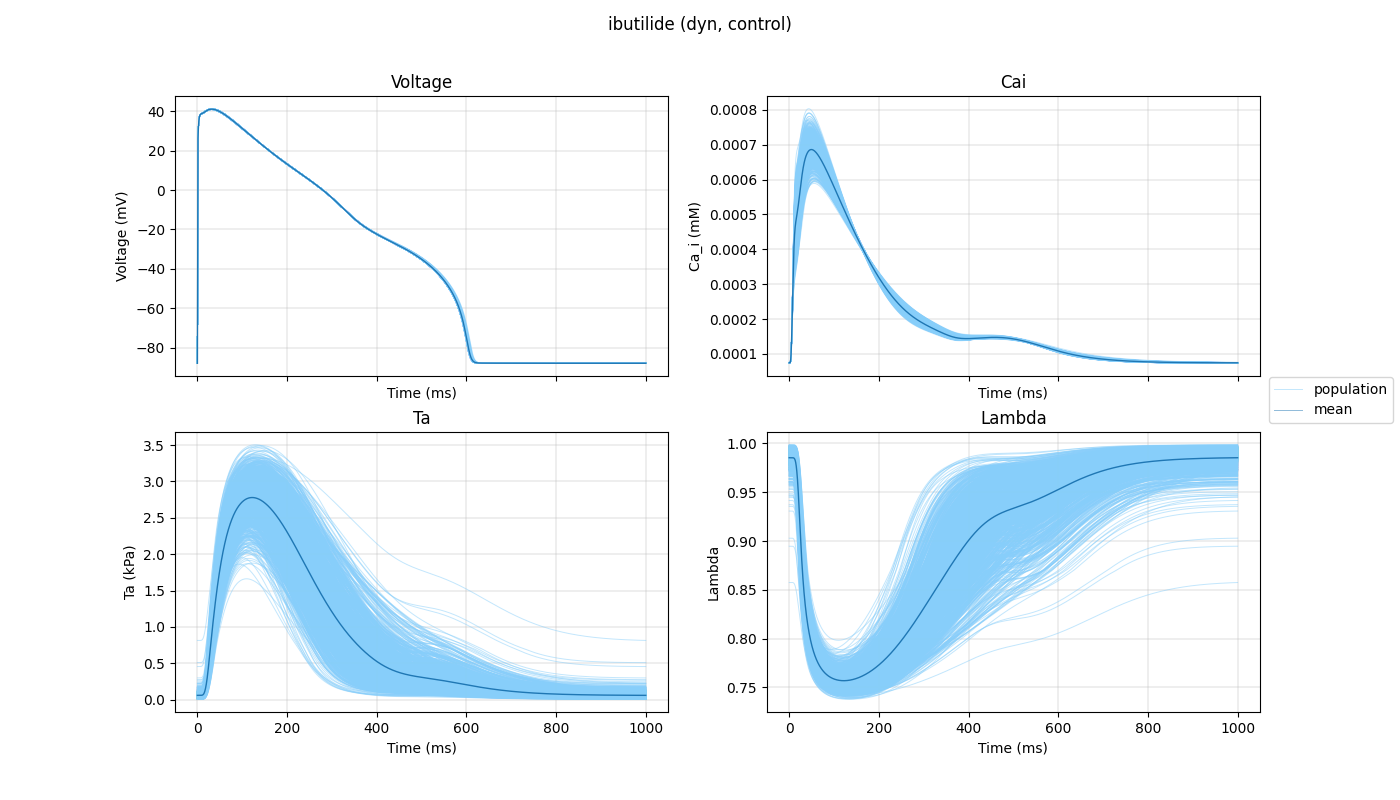 ibutilide (dyn, control)
Voltage
Cai
40
20
0
−20
−40
−60
−80
Voltage (mV)
Time (ms)
0.0008
0.0007
0.0006
0.0005
0.0004
0.0003
0.0002
0.0001
Ca_i (mM)
Time (ms)
population
mean
Ta
Lambda
3.5
3.0
2.5
2.0
1.5
1.0
0.5
0.0
Ta (kPa)
0 200 400 600 800 1000
Time (ms)
1.00
0.95
0.90
0.85
0.80
0.75
Lambda
0 200 400 600 800 1000
Time (ms)